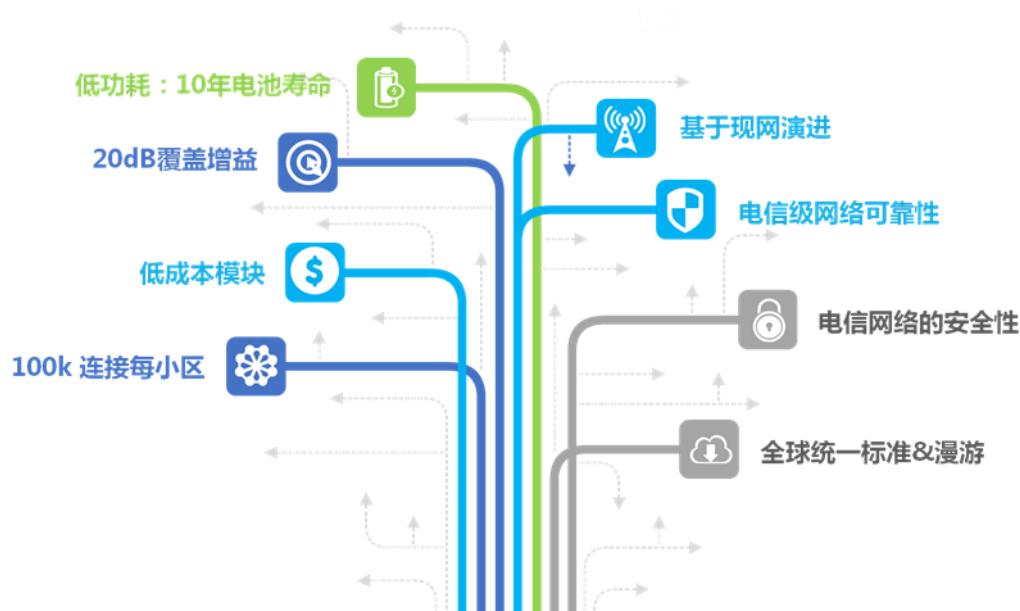 低功耗：10年电池寿命
20dB覆盖增益
低成本模块
100k 连接每小区
基于现网演进
电信级网络可靠性
电信网络的安全性
全球统一标准&漫游